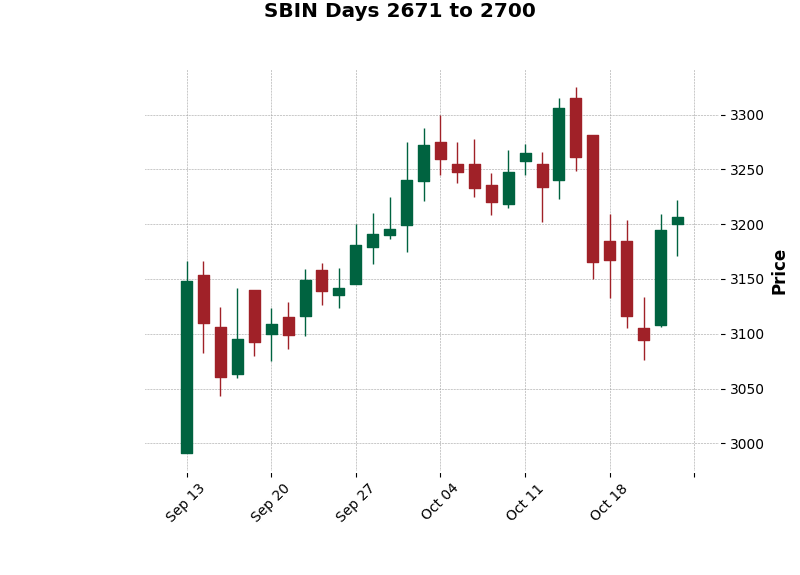 SBIN Days 2671 to 2700
3300
3250
3200
3150
3100
3050
3000
Price
Sep 13
Sep 20
Sep 27
Oct 04
Oct 11
Oct 18